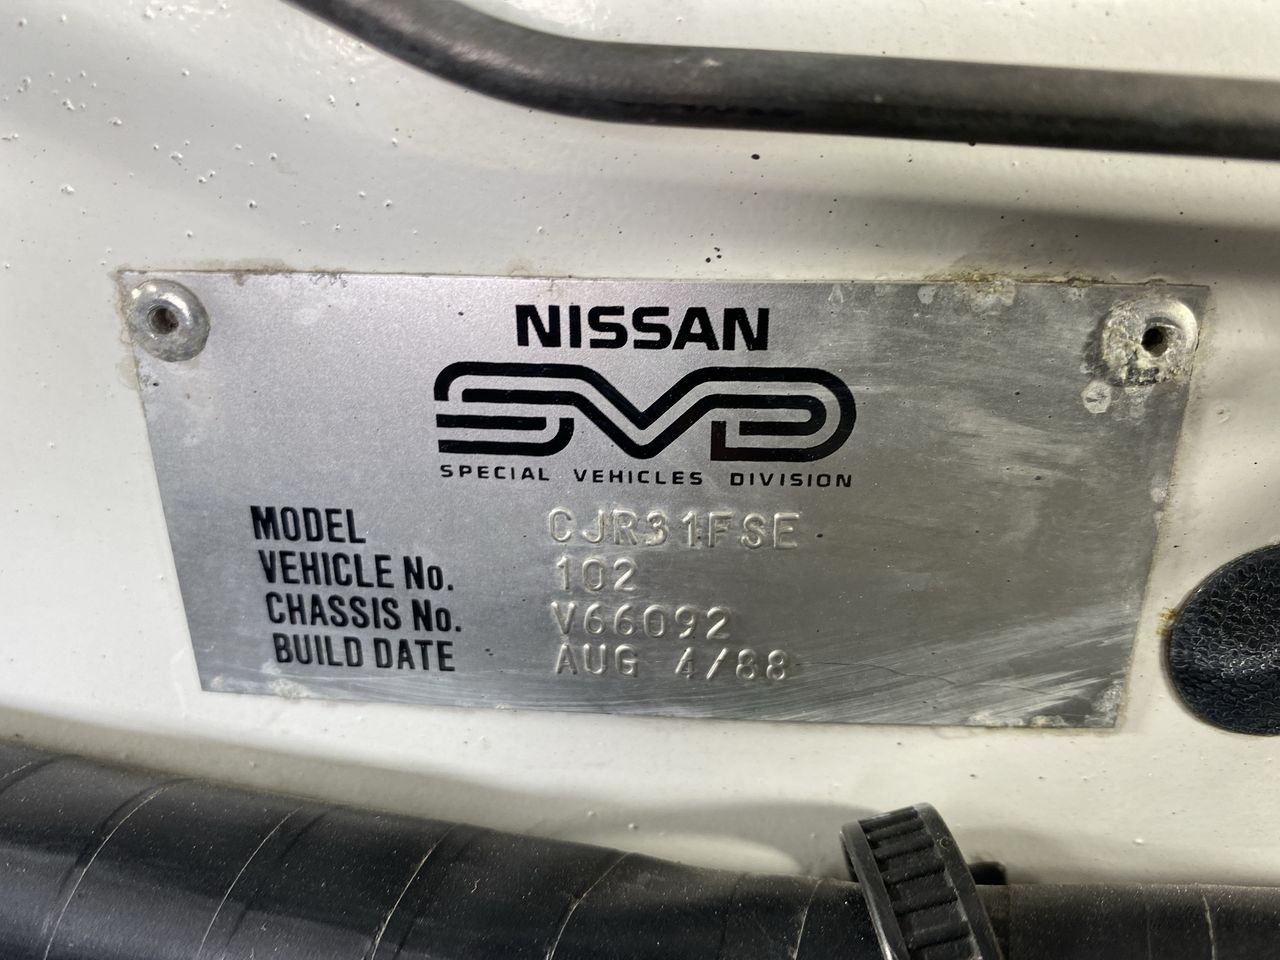 NISSAN
SVD
SPECIAL VEHICLES DIVISION
MODEL CJR31FSE
VEHICLE No. 102
CHASSIS No. V66092
BUILD DATE AUG 4/88